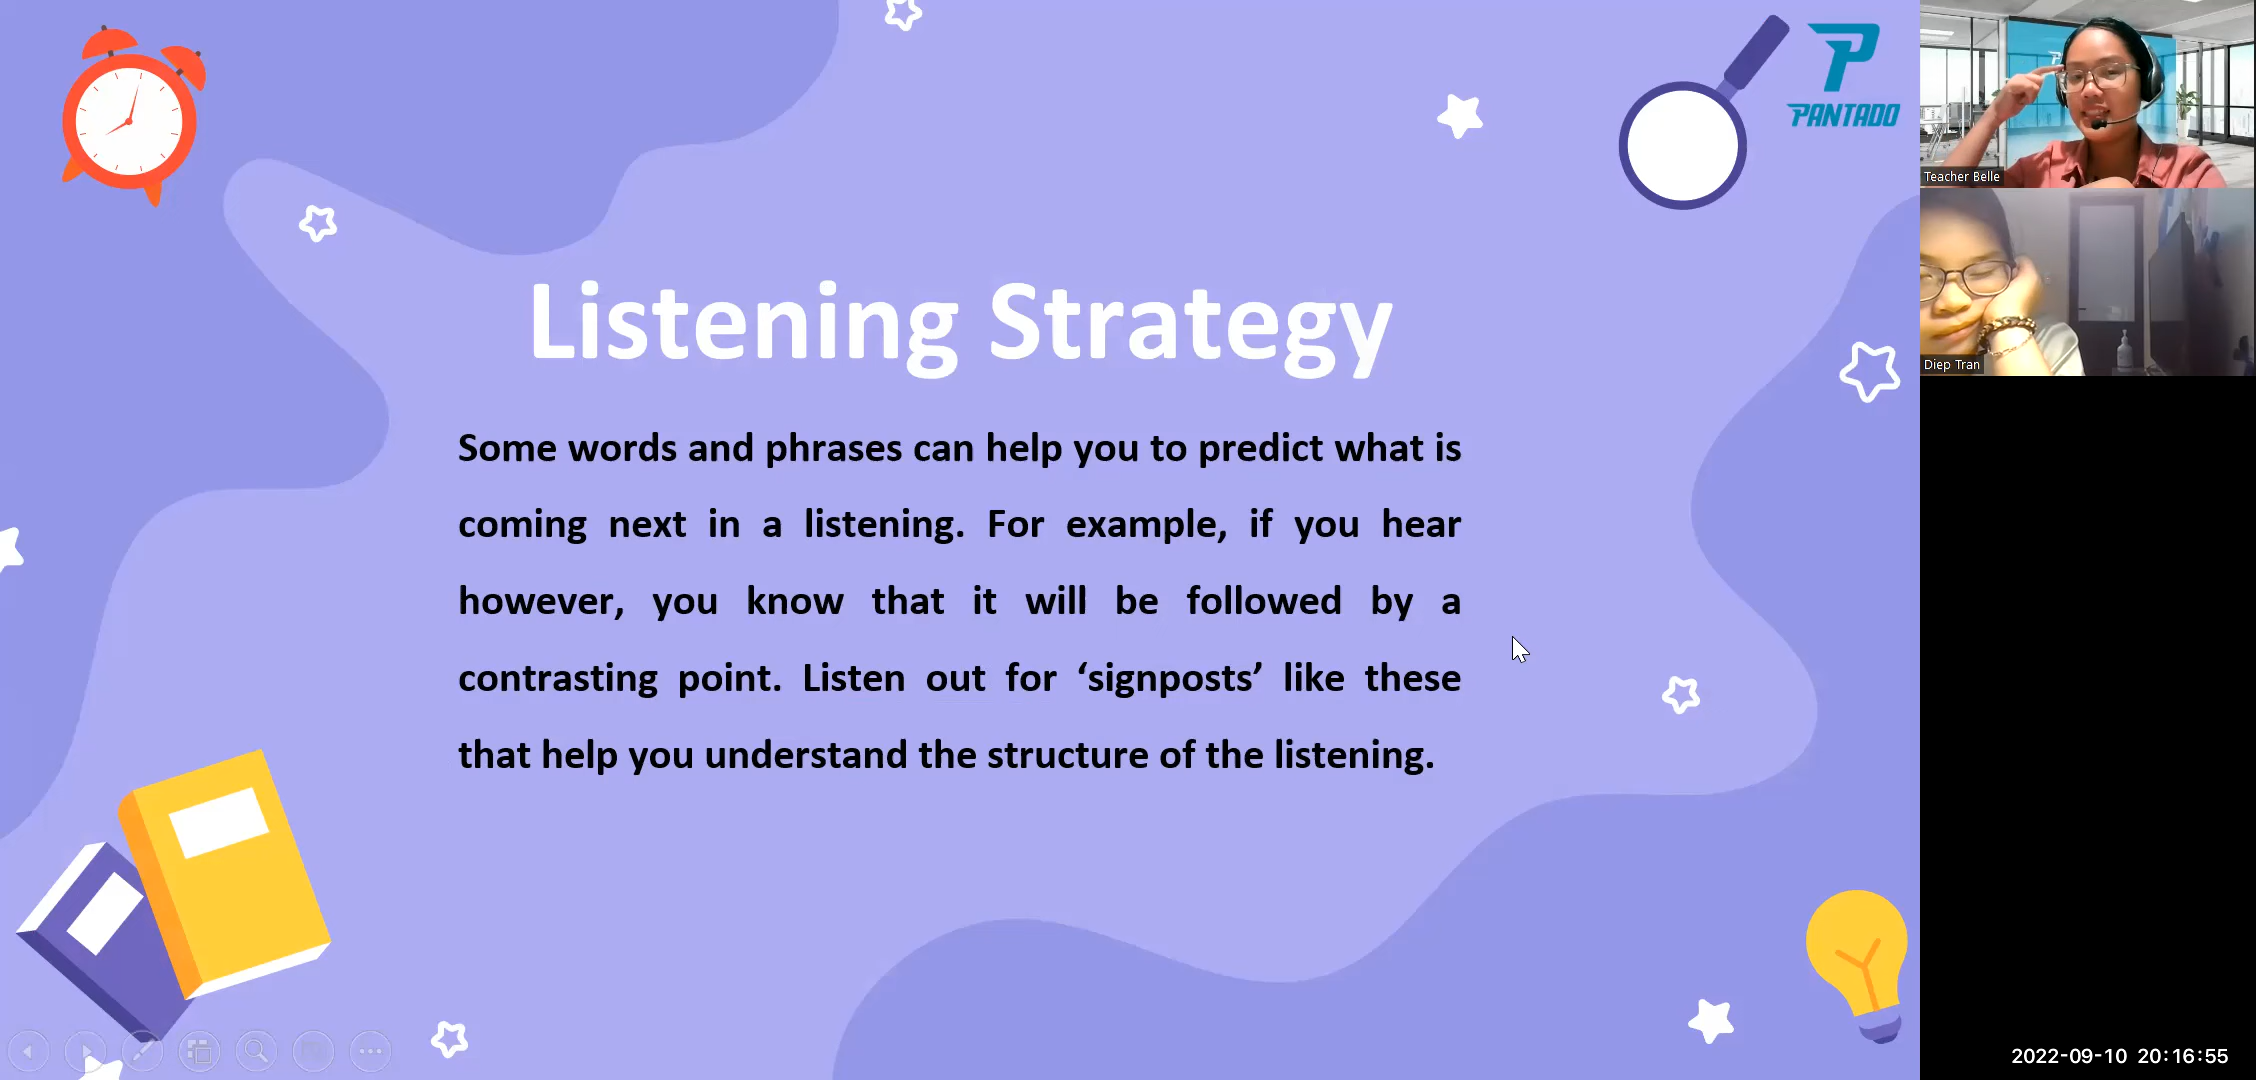 PANTADO
Teacher Belle
Listening Strategy
Diep Tran
Some words and phrases can help you to predict what is
coming next in a listening. For example, if you hear
however, you know that it will be followed by a
contrasting point. Listen out for ‘signposts’ like these
that help you understand the structure of the listening.
2022-09-10 20:16:55